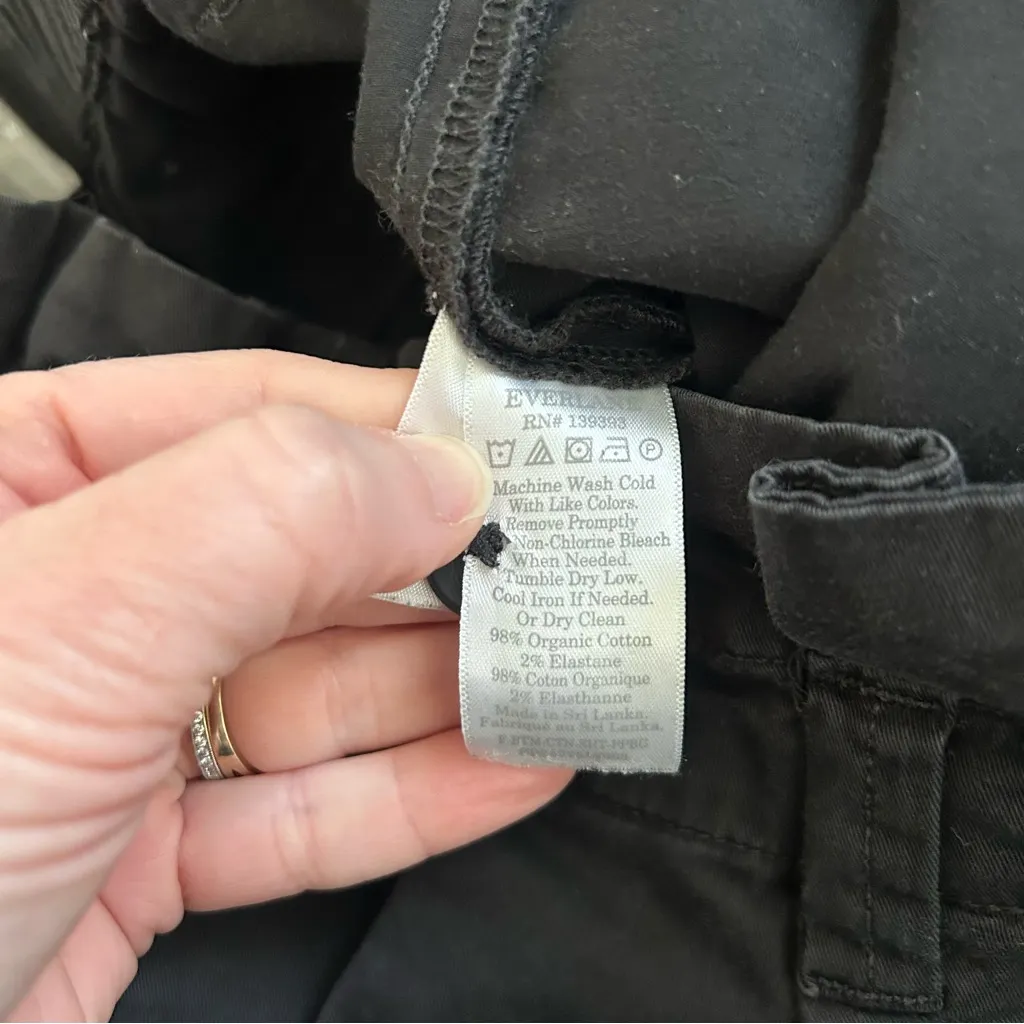 RN# 139393
P
Machine Wash Cold
With Like Colors.
Remove Promptly
Non-Chlorine Bleach
When Needed.
Tumble Dry Low.
Cool Iron If Needed.
Or Dry Clean
98% Organic Cotton
2% Elastane
98% Coton Organique
2% Elasthanne
Made in Sri Lanka.
Fabriqué au Sri Lanka.